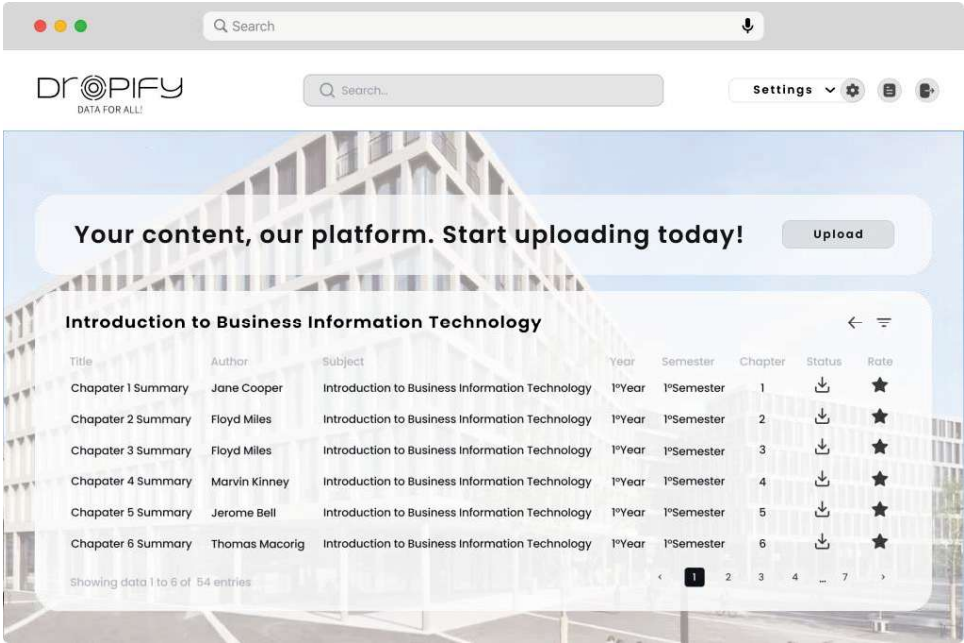 Search
DropIFY
DATA FOR ALL!
Search...
Settings
Your content, our platform. Start uploading today!
Upload
Introduction to Business Information Technology
Title Author Subject Year Semester Chapter Status Rate
Chapater 1 Summary Jane Cooper Introduction to Business Information Technology 1ºYear 1ºSemester 1
Chapater 2 Summary Floyd Miles Introduction to Business Information Technology 1ºYear 1ºSemester 2
Chapater 3 Summary Floyd Miles Introduction to Business Information Technology 1ºYear 1ºSemester 3
Chapater 4 Summary Marvin Kinney Introduction to Business Information Technology 1ºYear 1ºSemester 4
Chapater 5 Summary Jerome Bell Introduction to Business Information Technology 1ºYear 1ºSemester 5
Chapater 6 Summary Thomas Macorig Introduction to Business Information Technology 1ºYear 1ºSemester 6
Showing data 1 to 6 of 54 entries < 1 2 3 4 ... 7 >